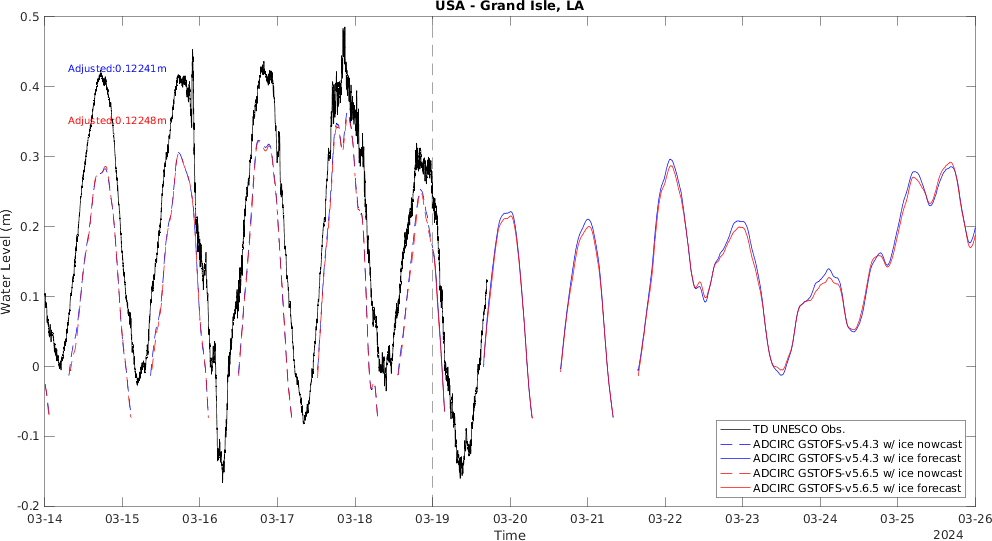 USA - Grand Isle, LA
0.5
0.4
0.3
0.2
0.1
0
-0.1
-0.2
Water Level (m)
Adjusted:0.12241m
Adjusted:0.12248m
TD UNESCO Obs.
ADCIRC GSTOFS-v5.4.3 w/ ice nowcast
ADCIRC GSTOFS-v5.4.3 w/ ice forecast
ADCIRC GSTOFS-v5.6.5 w/ ice nowcast
ADCIRC GSTOFS-v5.6.5 w/ ice forecast
03-14 03-15 03-16 03-17 03-18 03-19 03-20 03-21 03-22 03-23 03-24 03-25 03-26
Time
2024